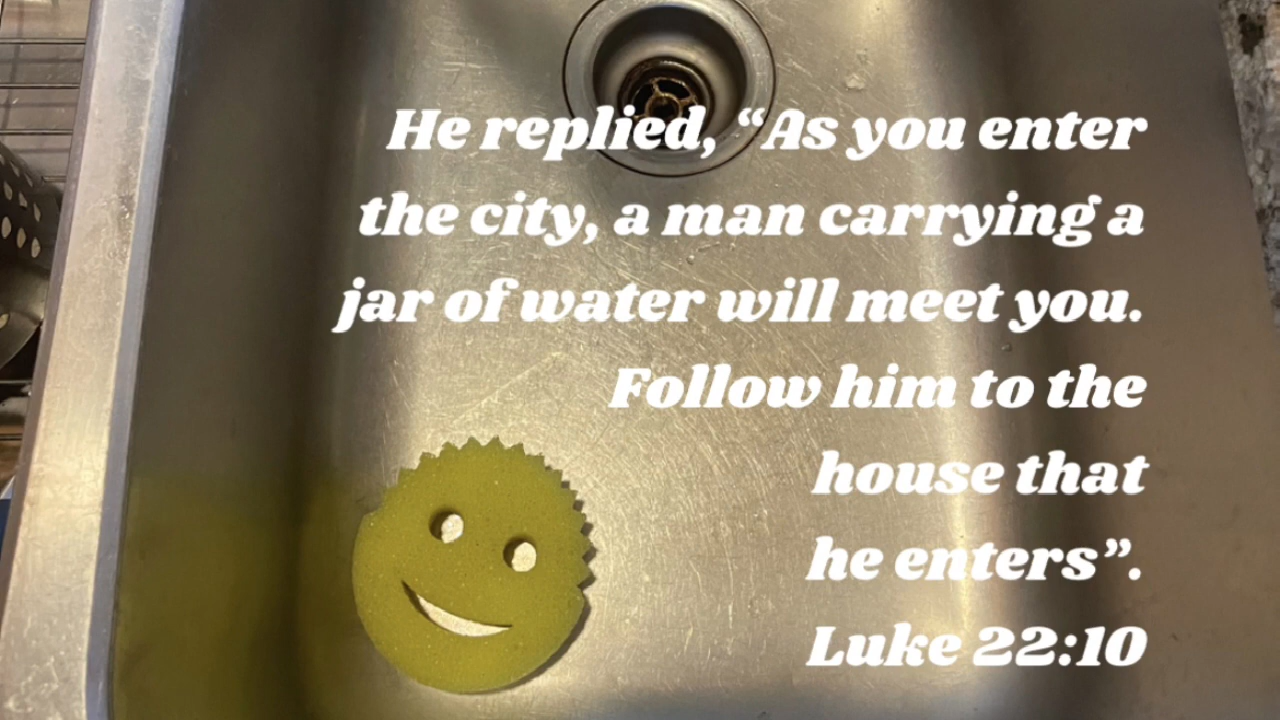 He replied, “As you enter
the city, a man carrying a
jar of water will meet you.
Follow him to the
house that
he enters”.
Luke 22:10